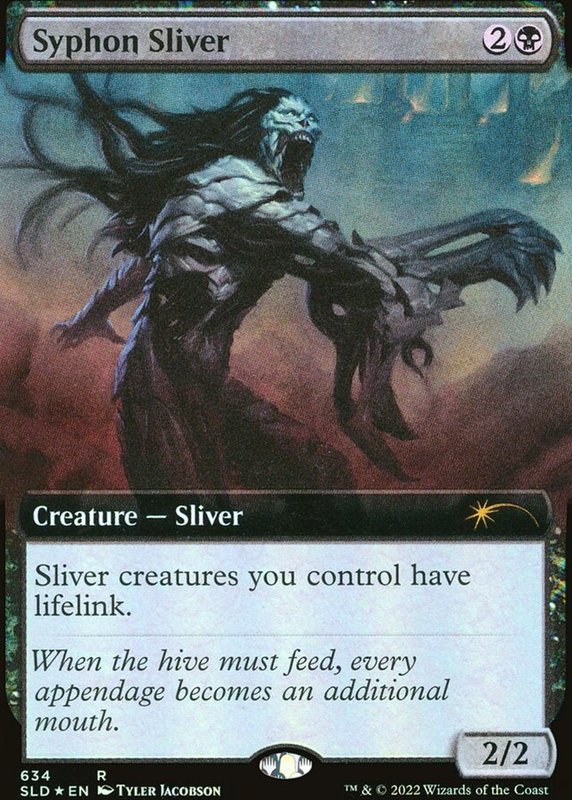 Syphon Sliver 2
Creature — Sliver
Sliver creatures you control have
lifelink.
When the hive must feed, every
appendage becomes an additional
mouth.
2/2
634 R
SLD ★ EN Tyler Jacobson
™ & © 2022 Wizards of the Coast